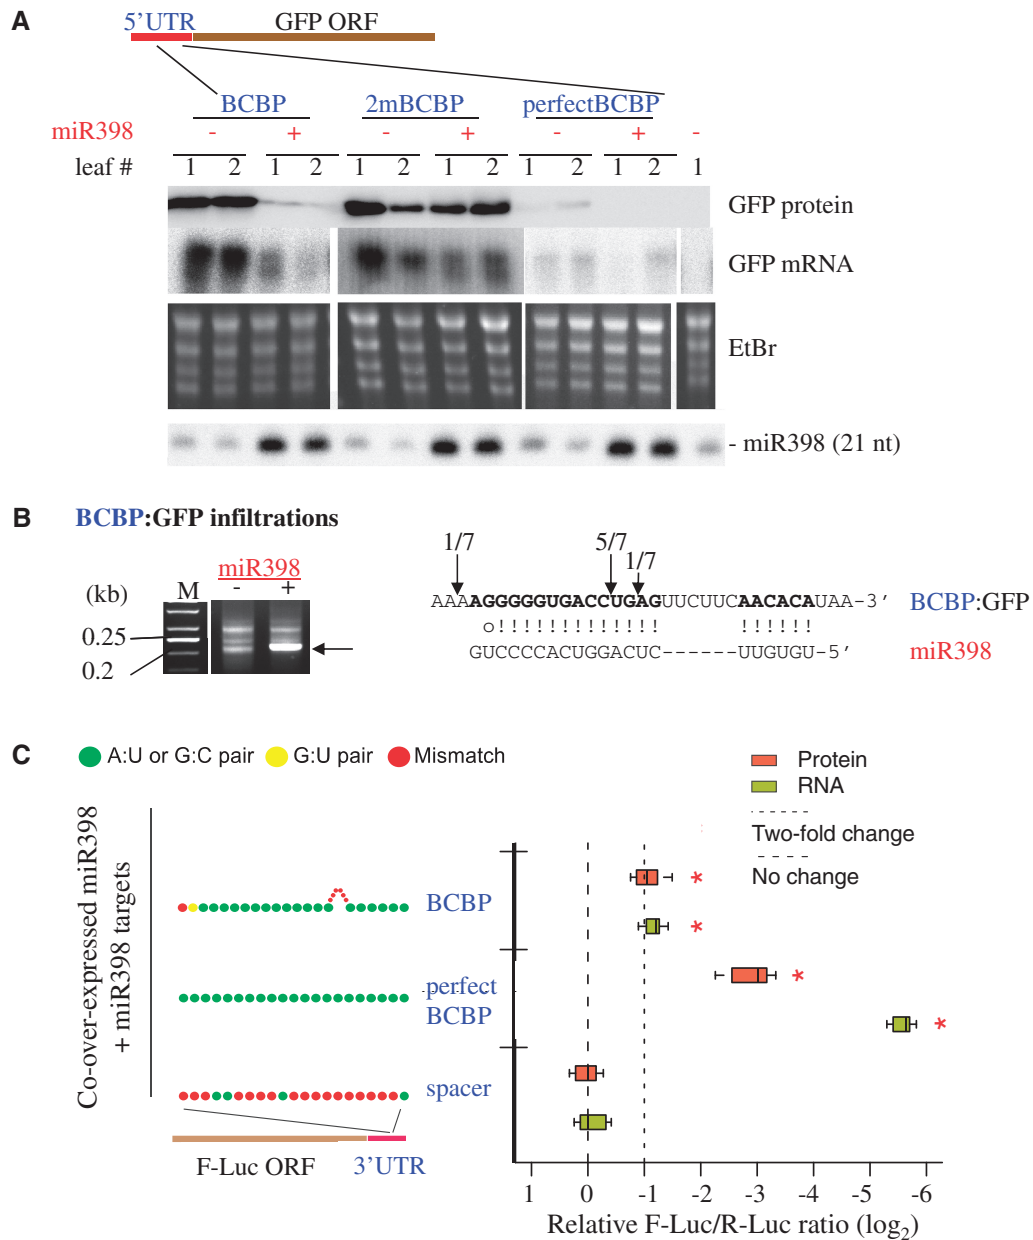 A
5'UTR GFP ORF
BCBP 2mBCBP perfectBCBP
miR398 - + - + - + -
leaf # 1 2 1 2 1 2 1 2 1 2 1 2 1
GFP protein
GFP mRNA
EtBr
- miR398 (21 nt)
B BCBP:GFP infiltrations
miR398
(kb) M - +
0.25
0.2
1/7 5/7 1/7
AAAAGGGGGUGACCUGAGUUCUUCAACACAUAA-3' BCBP:GFP
o!!!!!!!!!!!!! !!!!!!
GUCCCCACUGGACUC------UUGUGU-5' miR398
C A:U or G:C pair G:U pair Mismatch
Protein
RNA
Two-fold change
No change
Co-over-expressed miR398
+ miR398 targets
BCBP
perfect
BCBP
spacer
F-Luc ORF 3'UTR
* * * *
1 0 -1 -2 -3 -4 -5 -6
Relative F-Luc/R-Luc ratio (log2)